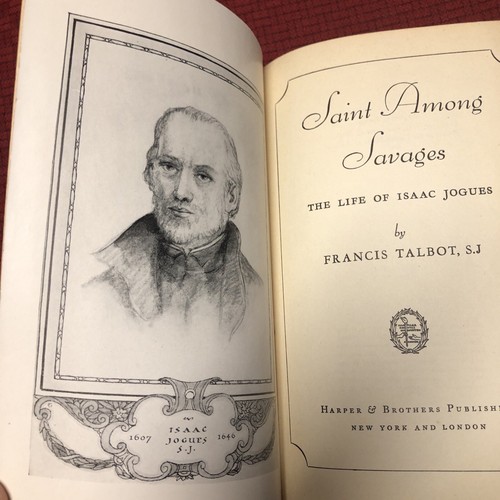 1607
ISAAC
JOGUES
S.J.
1646
Saint Among
Savages
THE LIFE OF ISAAC JOGUES
by
FRANCIS TALBOT, S.J
HARPER & BROTHERS PUBLISH
NEW YORK AND LONDON